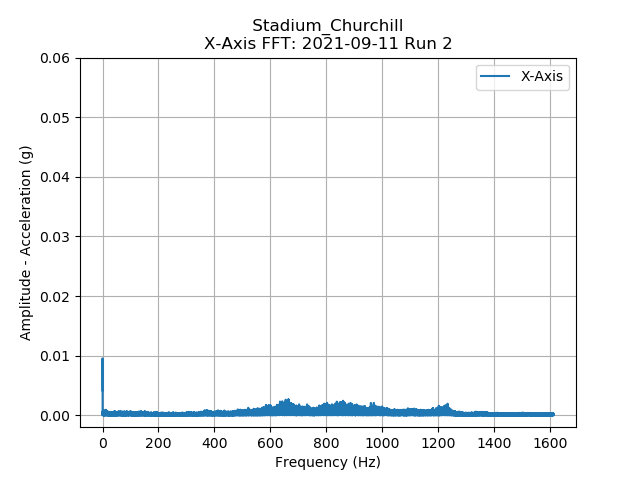 Stadium_Churchill
X-Axis FFT: 2021-09-11 Run 2
X-Axis
0.06
0.05
0.04
0.03
0.02
0.01
0.00
Amplitude - Acceleration (g)
0 200 400 600 800 1000 1200 1400 1600
Frequency (Hz)